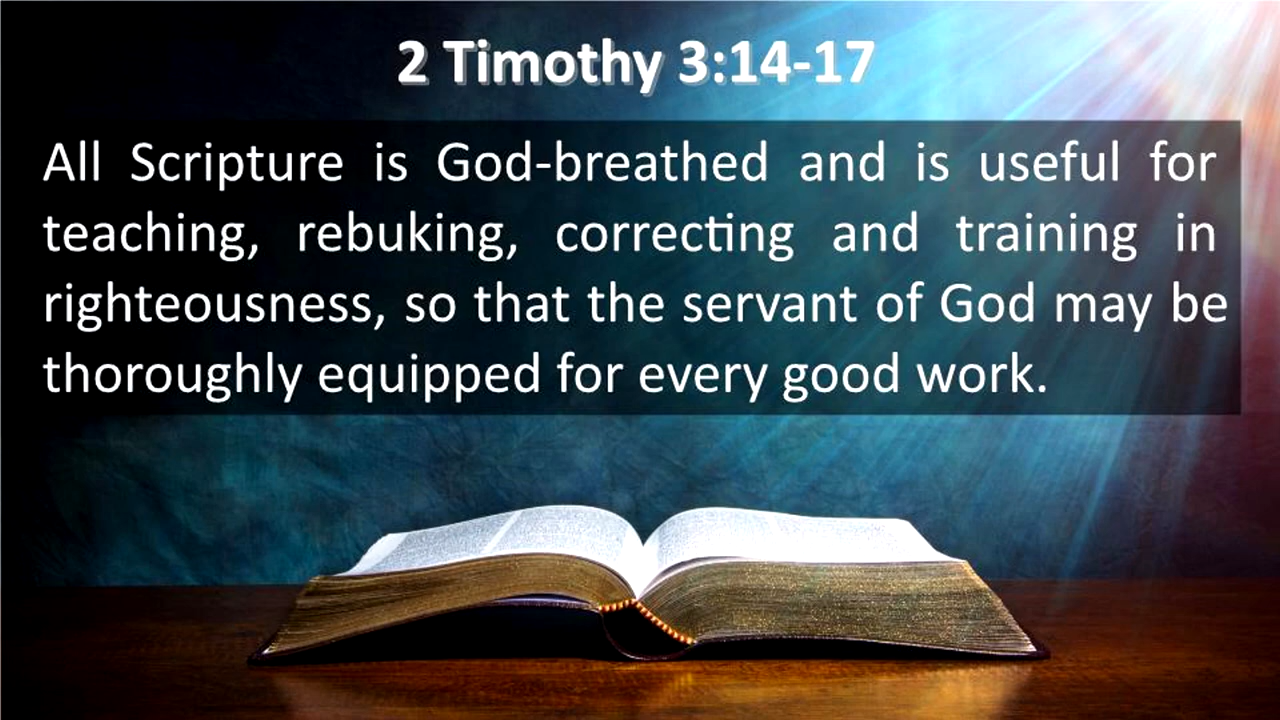 2 Timothy 3:14-17
All Scripture is God-breathed and is useful for
teaching, rebuking, correcting and training in
righteousness, so that the servant of God may be
thoroughly equipped for every good work.